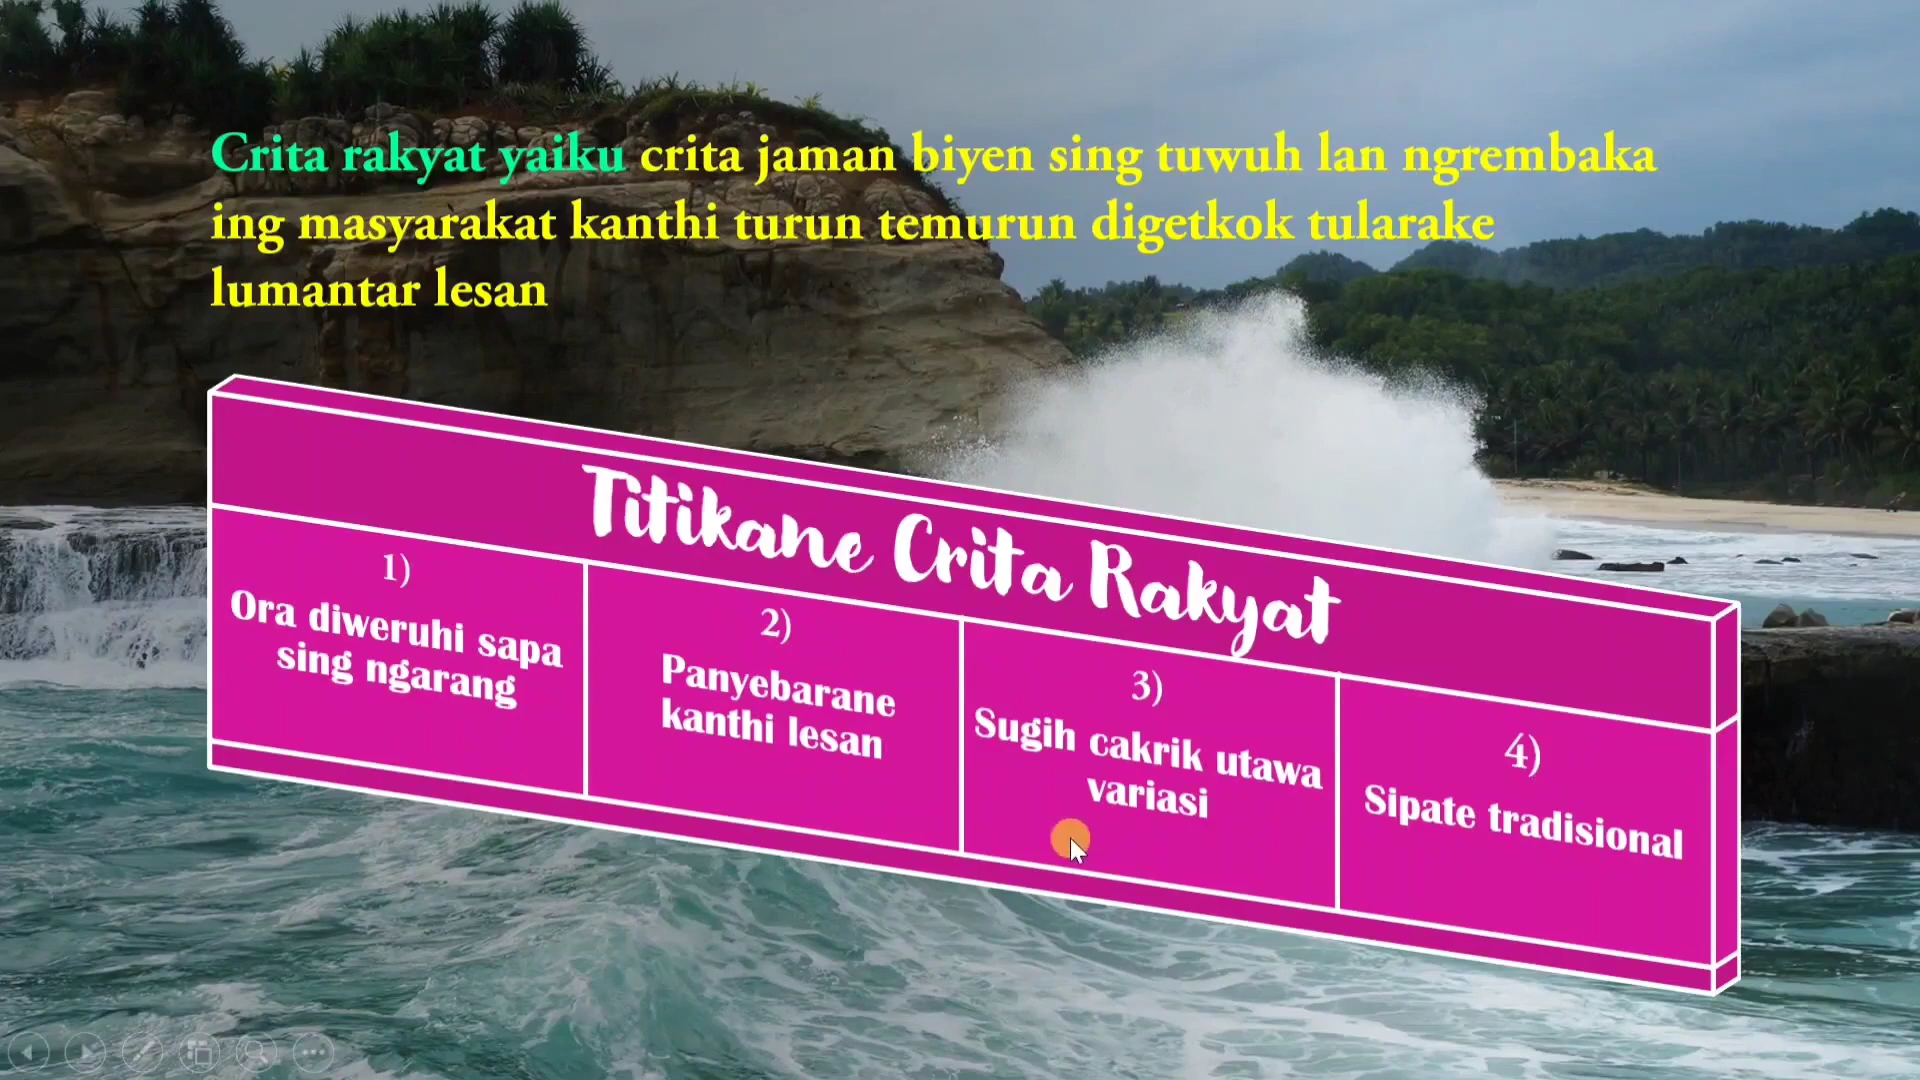 Crita rakyat yaiku crita jaman biyen sing tuwuh lan ngrembaka
ing masyarakat kanthi turun temurun digetkok tularake
lumantar lesan
Titikane Crita Rakyat
1)
Ora diweruhi sapa
sing ngarang
2)
Panyebarane
kanthi lesan
3)
Sugih cakrik utawa
variasi
4)
Sipate tradisional